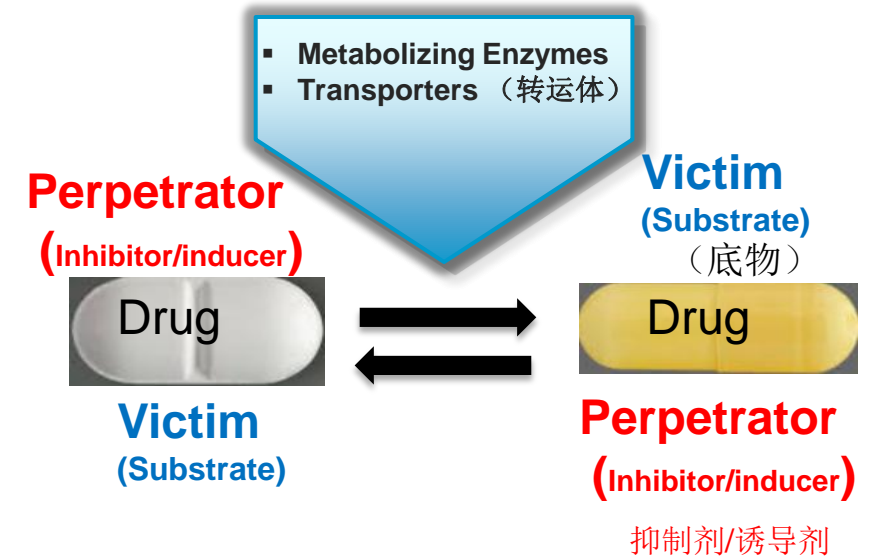 ▪ Metabolizing Enzymes
▪ Transporters （转运体）
Perpetrator
(Inhibitor/inducer)
Drug
Victim
(Substrate)
Victim
(Substrate)
（底物）
Drug
Perpetrator
(Inhibitor/inducer)
抑制剂/诱导剂